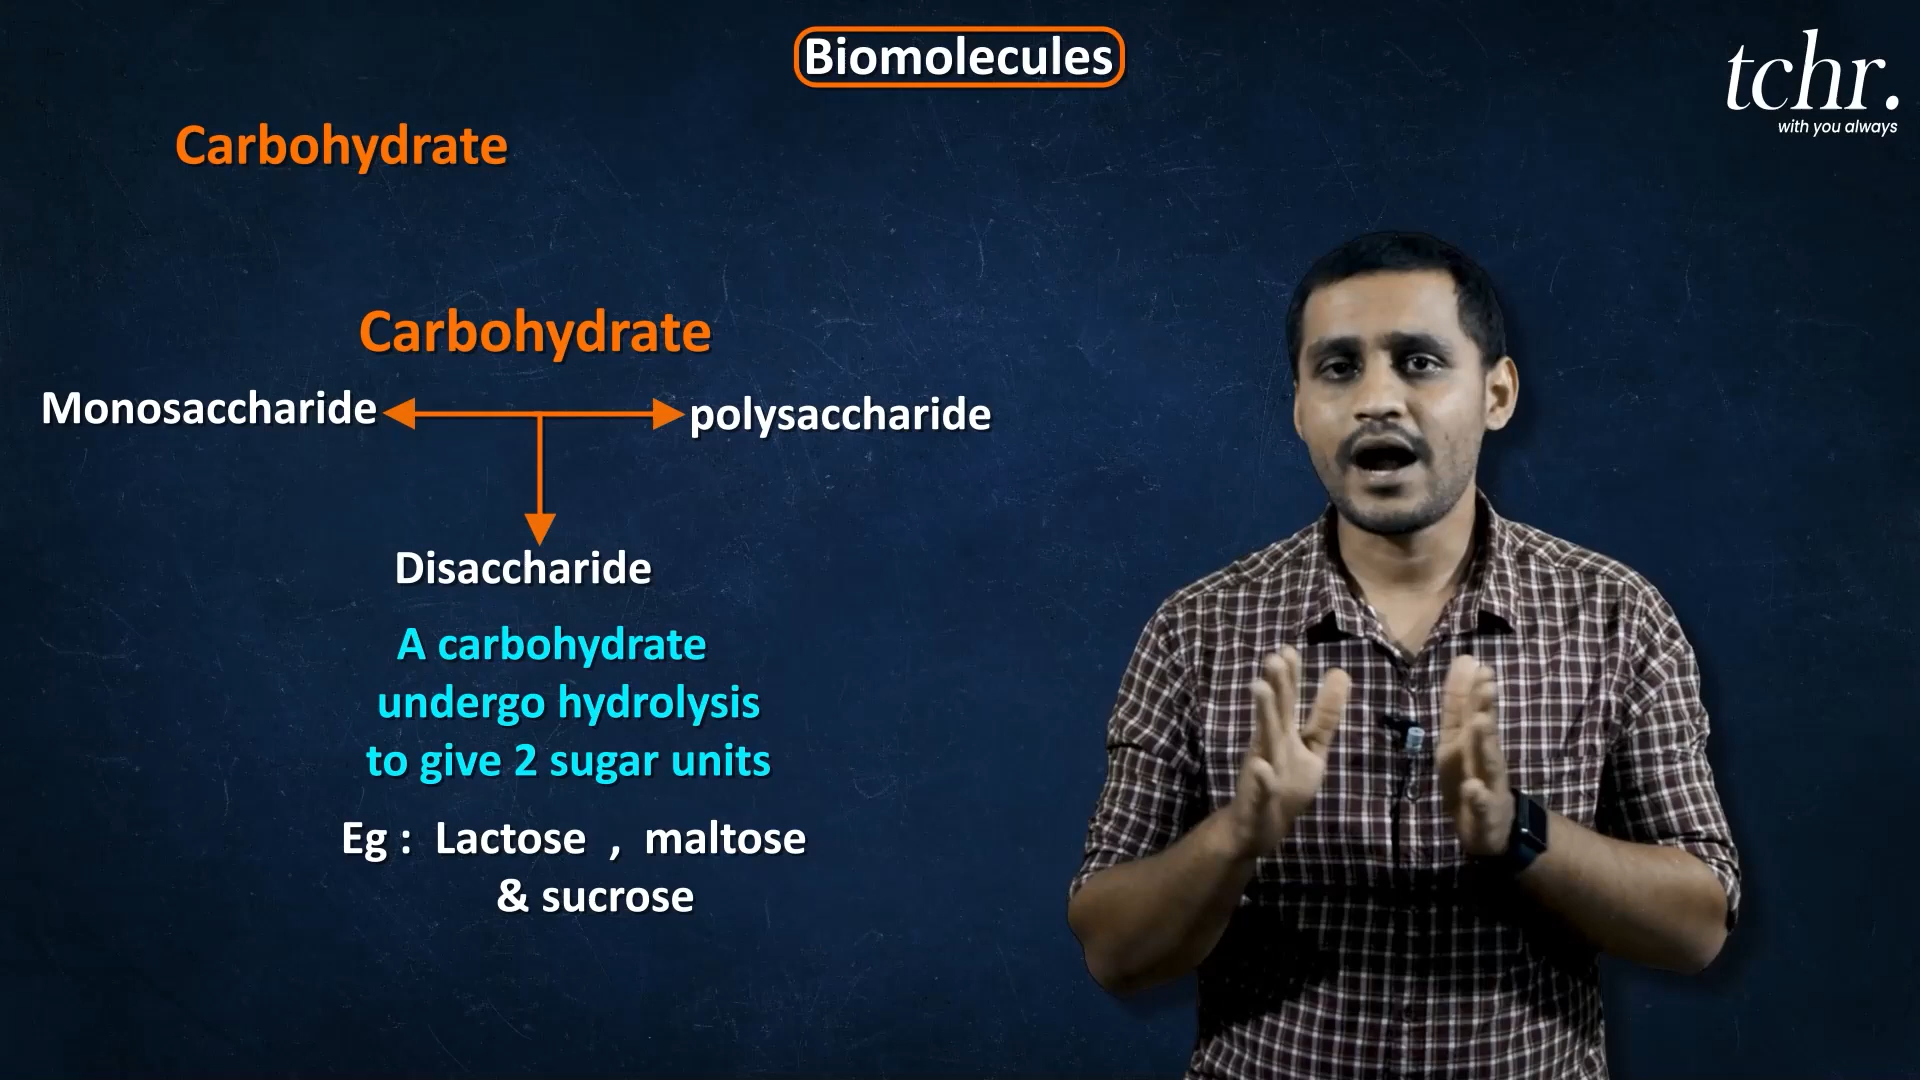 Biomolecules
tchr.
with you always
Carbohydrate
Carbohydrate
Monosaccharide
polysaccharide
Disaccharide
A carbohydrate
undergo hydrolysis
to give 2 sugar units
Eg : Lactose , maltose
& sucrose